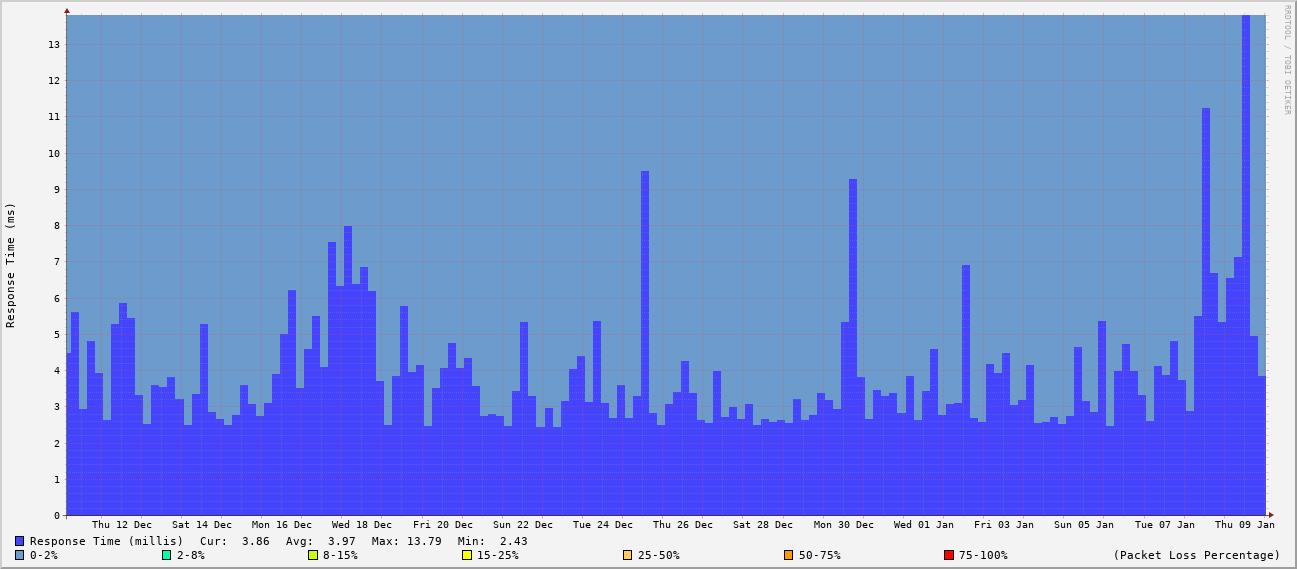 RRDTOOL / TOBI OETIKER
Response Time (ms)
13
12
11
10
9
8
7
6
5
4
3
2
1
0
Thu 12 Dec Sat 14 Dec Mon 16 Dec Wed 18 Dec Fri 20 Dec Sun 22 Dec Tue 24 Dec Thu 26 Dec Sat 28 Dec Mon 30 Dec Wed 01 Jan Fri 03 Jan Sun 05 Jan Tue 07 Jan Thu 09 Jan
Response Time (millis) Cur: 3.86 Avg: 3.97 Max: 13.79 Min: 2.43
0-2% 2-8% 8-15% 15-25% 25-50% 50-75% 75-100% (Packet Loss Percentage)